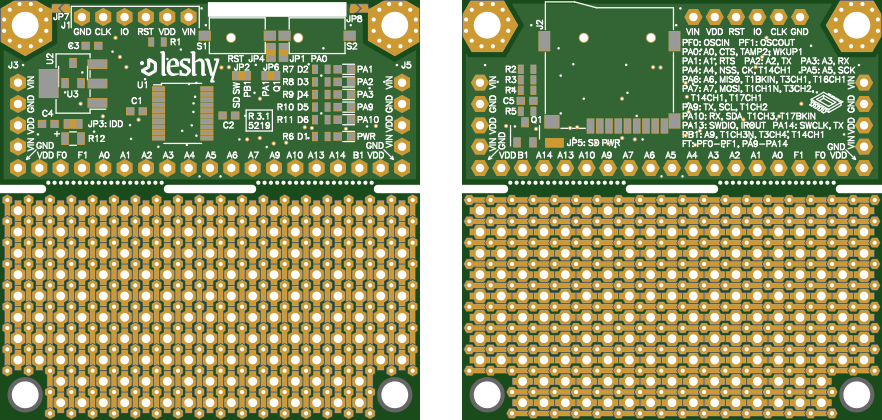 JP7
JP8
J1
GND CLK IO RST VDD VIN
S1
S2
C3
R1
RST JP4
JP1 PA0
U2
leshy
JP2
JP6
J3
J5
R7 D2
PA1
R8 D3
PA2
R9 D4
PA3
R10 D5
PA9
R11 D6
PA10
R6 D1
PWR
U3
U1
SD SW
PB1
PA1
Q1
VIN
GND
VDD
C1
C2
R 3.1
5219
C4
JP3: IDD
R12
VIN
GND
VDD
GND
VDD F0 F1 A0 A1 A2 A3 A4 A5 A6 A7 A9 A10 A13 A14 B1 VDD
J2
VIN VDD RST IO CLK GND
PF0: OSCIN PF1: OSCOUT
PA0: A0, CTS, TAMP2, WKUP1
PA1: A1, RTS PA2: A2, TX PA3: A3, RX
PA4: A4, NSS, CK, T14CH1 PA5: A5, SCK
PA6: A6, MISO, T1BKIN, T3CH1, T16CH1
PA7: A7, MOSI, T1CH1N, T3CH2,
T14CH1, T17CH1
PA9: TX, SCL, T1CH2
PA10: RX, SDA, T1CH3, T17BKIN
PA13: SWDIO, IROUT PA14: SWCLK, TX
PB1: A9, T1CH3N, T3CH4, T14CH1
FT: PF0-PF1, PA9-PA14
R2
R3
R4
C5
R5
Q1
JP5: SD PWR
VIN
GND
VDD
GND
VDD B1 A14 A13 A10 A9 A7 A6 A5 A4 A3 A2 A1 A0 F1 F0 VDD